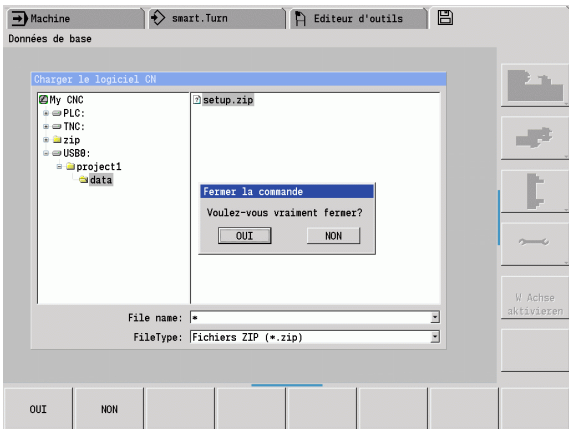 Machine
smart.Turn
Editeur d'outils
Données de base
Charger le logiciel CN
My CNC
PLC:
TNC:
zip
USB0:
project1
data
setup.zip
Fermer la commande
Voulez-vous vraiment fermer?
OUI NON
File name: *
FileType: Fichiers ZIP (*.zip)
W Achse
aktivieren
OUI NON